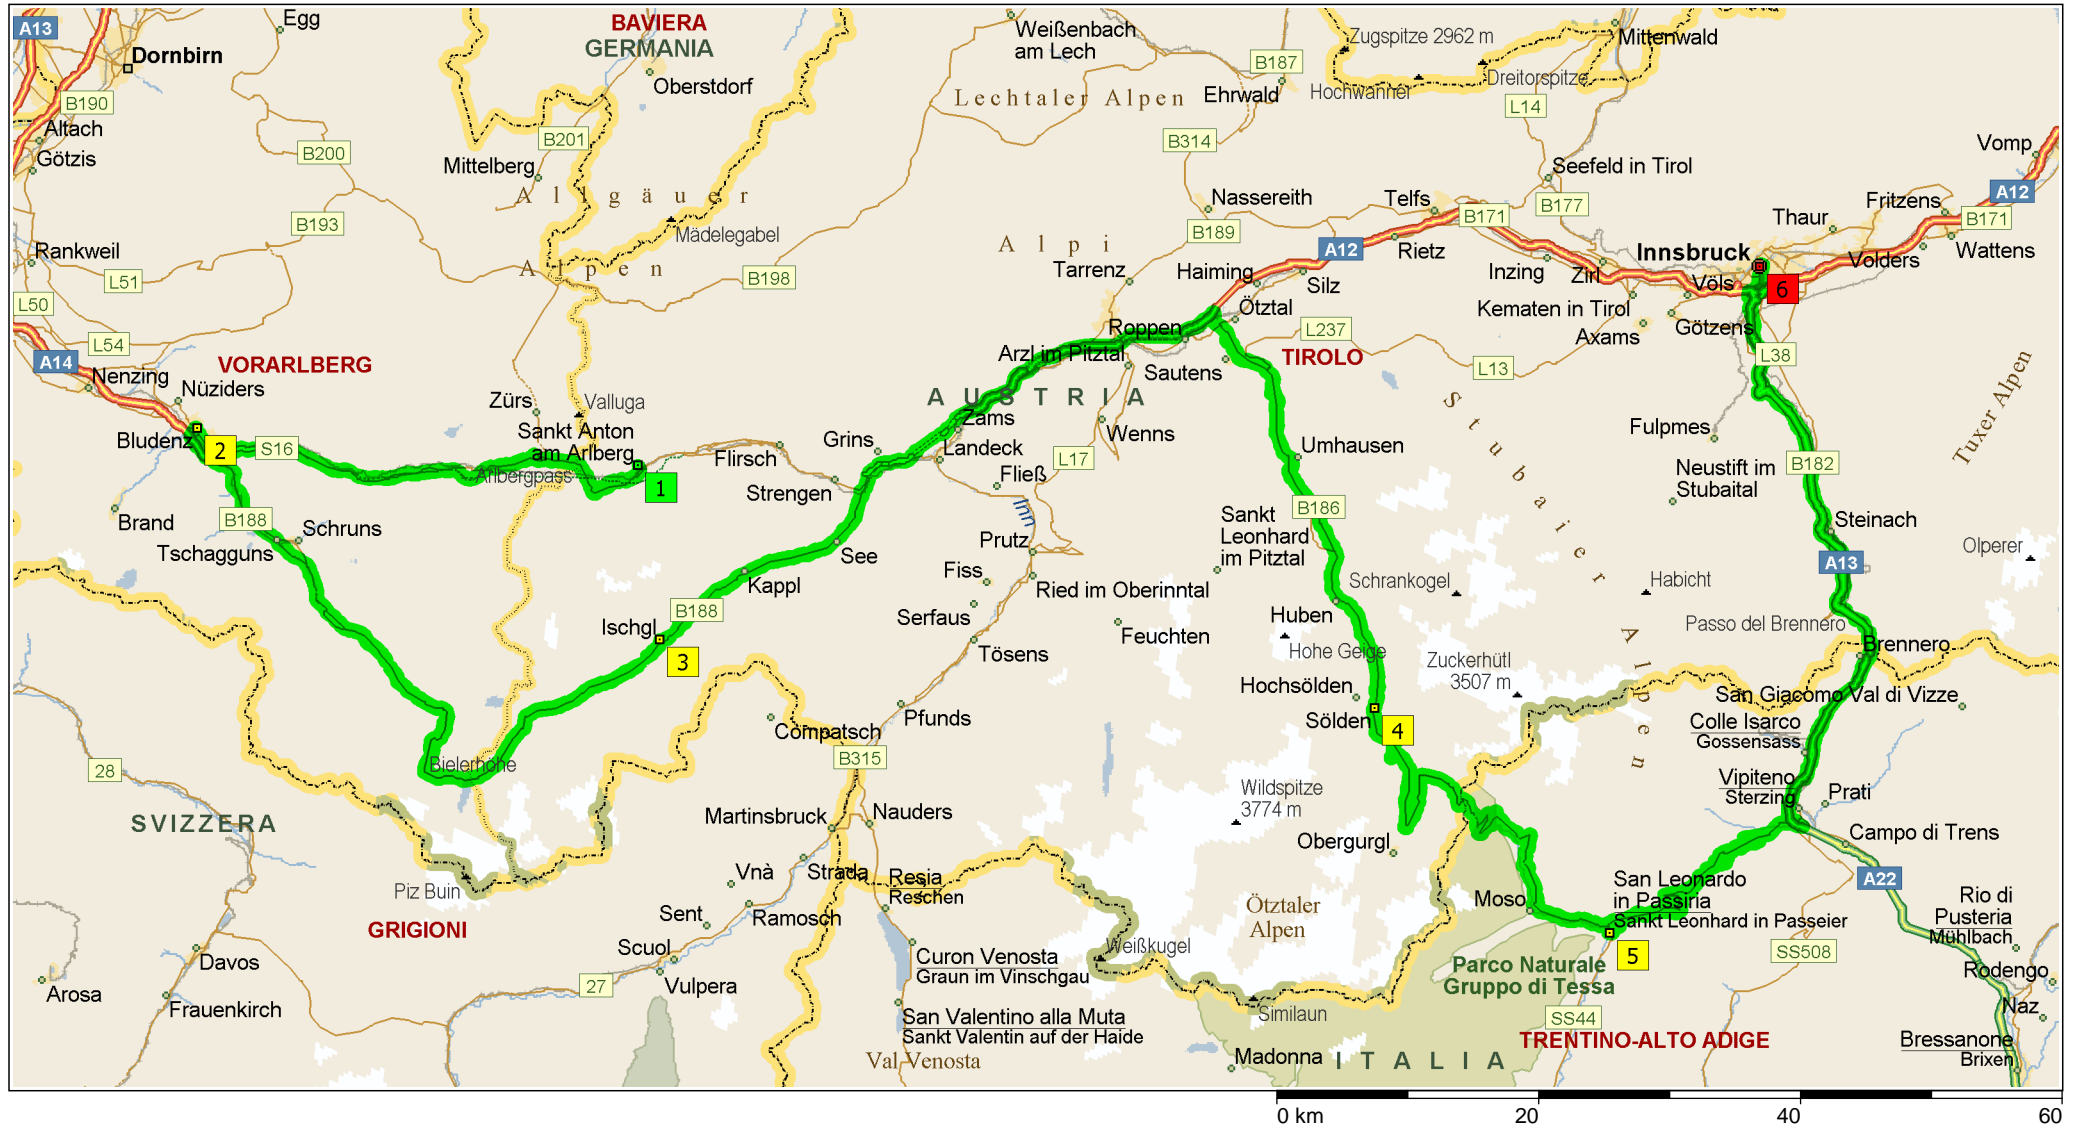 A13
Egg
BAVIERA
GERMANIA
Weißenbach
am Lech
Zugspitze 2962 m
Mittenwald
Dornbirn
Oberstdorf
B187
Dreitorspitze
Hochwanner
Ehrwald
Lechtaler Alpen
B190
L14
Altach
B201
B314
Vomp
Götzis
B200
Mittelberg
Seefeld in Tirol
A12
Allgäuer
Nassereith
Telfs
B171
B177
Fritzens
B171
Thaur
B193
Mädelegabel
B189
Alpi
A12
Rietz
Innsbruck
Wattens
Rankweil
Alpen
Tarrenz
Haiming
Inzing
Zirl
Volders
L51
B198
Silz
Völs
6
L50
Ötztal
Kematen in Tirol
Götzens
Roppen
L237
Axams
L54
Arzl im Pitztal
TIROLO
L38
A14
VORARLBERG
Nenzing
Sautens
L13
Nüziders
AUSTRIA
Tuxer Alpen
Zürs
Valluga
Stubaier Alpen
Zams
Sankt Anton
am Arlberg
Wenns
Fulpmes
Bludenz
2
S16
Grins
Landeck
Umhausen
Flirsch
L17
B182
Arlbergpass
1
Strengen
Fließ
Neustift im
Stubaital
Brand
B188
Schruns
Inn
B186
Steinach
Tschagguns
Sankt
Leonhard
im Pitztal
See
Prutz
Olperer
A13
Kappl
Fiss
Ried im Oberinntal
Schrankogel
Habicht
B188
Serfaus
Huben
Passo del Brennero
Ischgl
Feuchten
Brennero
3
Tösens
Hohe Geige
Zuckerhütl
3507 m
Hochsölden
San Giacomo Val di Vizze
Sölden
4
Pfunds
Colle Isarco
Gossensass
Compatsch
Bielerhöhe
B315
28
Vipiteno
Sterzing
Prati
Wildspitze
3774 m
SVIZZERA
Martinsbruck
Nauders
Obergurgl
Campo di Trens
Vnà
Strada
Resia
Reschen
A22
Piz Buin
San Leonardo
in Passiria
Sankt Leonhard in Passeier
Moso
Rio di
Pusteria
Mühlbach
Sent
Ramosch
Ötztaler
Alpen
GRIGIONI
Scuol
Weißkugel
5
SS508
Davos
Curon Venosta
Graun im Vinschgau
Parco Naturale
Gruppo di Tessa
Rodengo
Arosa
27
Vulpera
Frauenkirch
Similaun
SS44
Naz
San Valentino alla Muta
Sankt Valentin auf der Haide
TRENTINO-ALTO ADIGE
Bressanone
Brixen
Val Venosta
Madonna
ITALIA
0 km
20
40
60